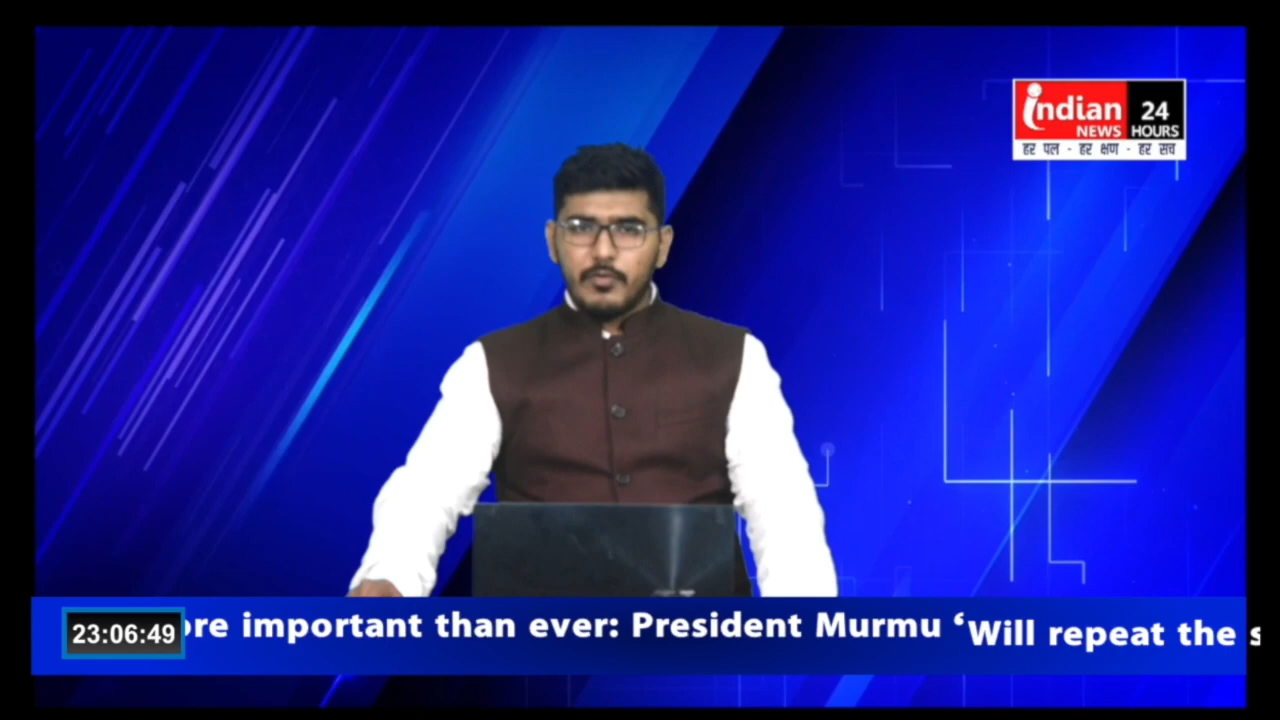 indian
NEWS
24
HOURS
हर पल - हर क्षण - हर सच
23:06:49
ore important than ever: President Murmu ‘Will repeat the s